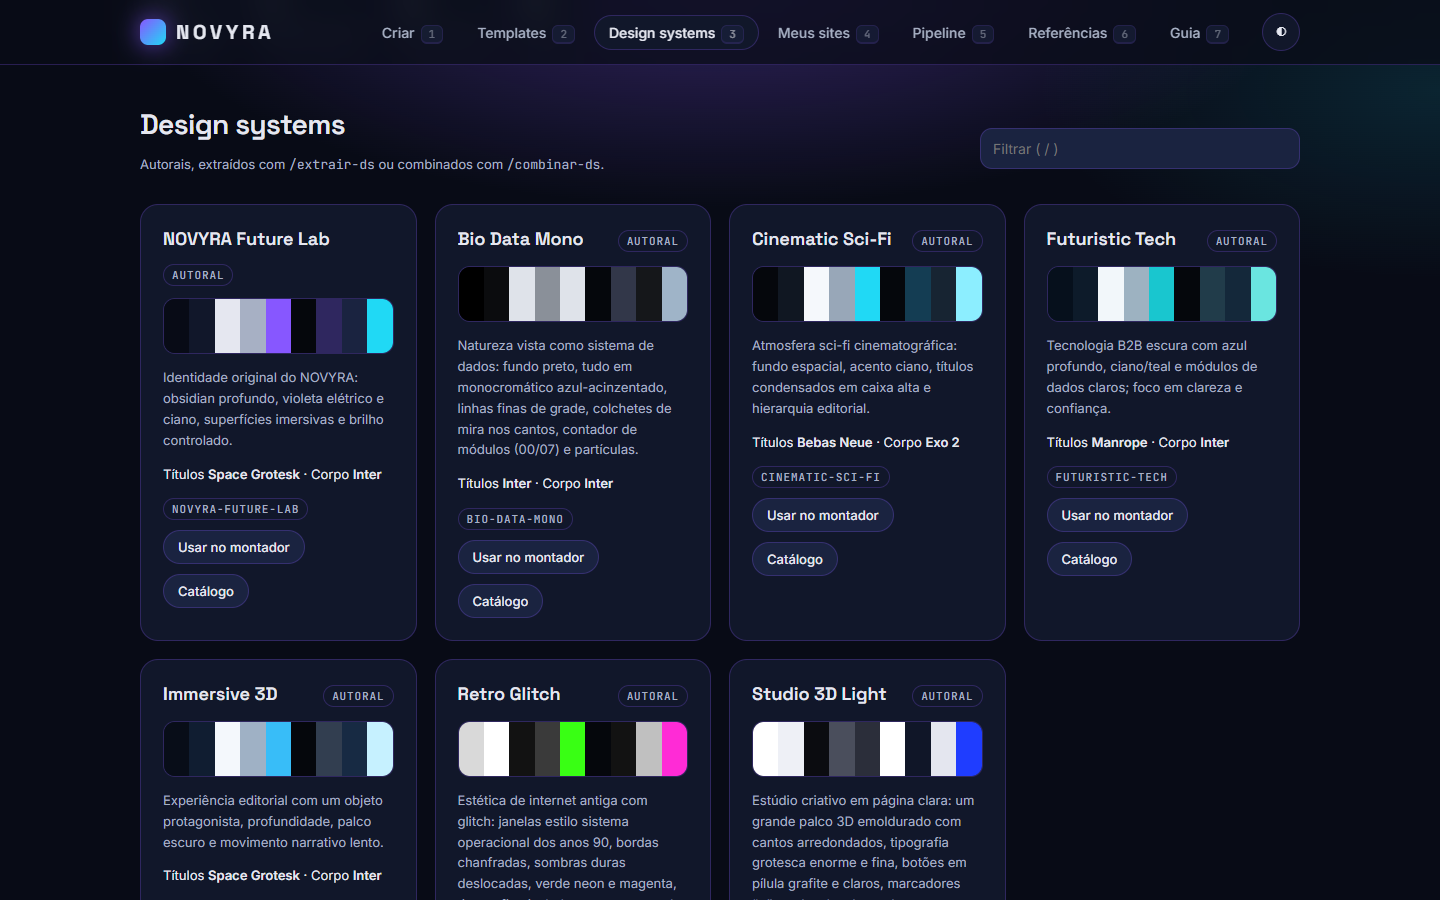 NOVYRA
Criar 1
Templates 2
Design systems 3
Meus sites 4
Pipeline 5
Referências 6
Guia 7
Design systems
Autorais, extraídos com /extrair-ds ou combinados com /combinar-ds.
Filtrar ( / )
NOVYRA Future Lab
AUTORAL
Identidade original do NOVYRA:
obsidian profundo, violeta elétrico e
ciano, superfícies imersivas e brilho
controlado.
Títulos Space Grotesk · Corpo Inter
NOVYRA-FUTURE-LAB
Usar no montador
Catálogo
Bio Data Mono
AUTORAL
Natureza vista como sistema de
dados: fundo preto, tudo em
monocromático azul-acinzentado,
linhas finas de grade, colchetes de
mira nos cantos, contador de
módulos (00/07) e partículas.
Títulos Inter · Corpo Inter
BIO-DATA-MONO
Usar no montador
Catálogo
Cinematic Sci-Fi
AUTORAL
Atmosfera sci-fi cinematográfica:
fundo espacial, acento ciano, títulos
condensados em caixa alta e
hierarquia editorial.
Títulos Bebas Neue · Corpo Exo 2
CINEMATIC-SCI-FI
Usar no montador
Catálogo
Futuristic Tech
AUTORAL
Tecnologia B2B escura com azul
profundo, ciano/teal e módulos de
dados claros; foco em clareza e
confiança.
Títulos Manrope · Corpo Inter
FUTURISTIC-TECH
Usar no montador
Catálogo
Immersive 3D
AUTORAL
Experiência editorial com um objeto
protagonista, profundidade, palco
escuro e movimento narrativo lento.
Títulos Space Grotesk · Corpo Inter
Retro Glitch
AUTORAL
Estética de internet antiga com
glitch: janelas estilo sistema
operacional dos anos 90, bordas
chanfradas, sombras duras
deslocadas, verde neon e magenta,
Studio 3D Light
AUTORAL
Estúdio criativo em página clara: um
grande palco 3D emoldurado com
cantos arredondados, tipografia
grotesca enorme e fina, botões em
pílula grafite e claros, marcadores